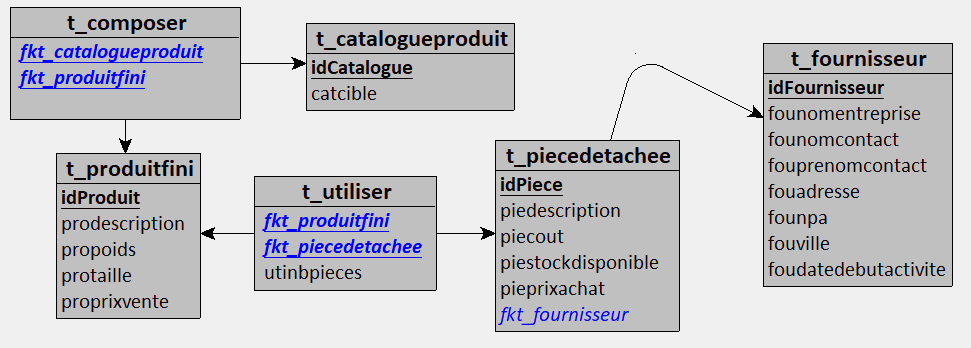 t_composer
fkt_catalogueproduit
fkt_produitfini
t_catalogueproduit
idCatalogue
catcible
t_fournisseur
idFournisseur
founomentreprise
founomcontact
fouprenomcontact
fouadresse
founpa
fouville
foudatedebutactivite
t_produitfini
idProduit
prodescription
propoids
protaille
proprixvente
t_utiliser
fkt_produitfini
fkt_piecedetachee
utinbpieces
t_piecedetachee
idPiece
piedescription
piecout
piestockdisponible
pieprixachat
fkt_fournisseur